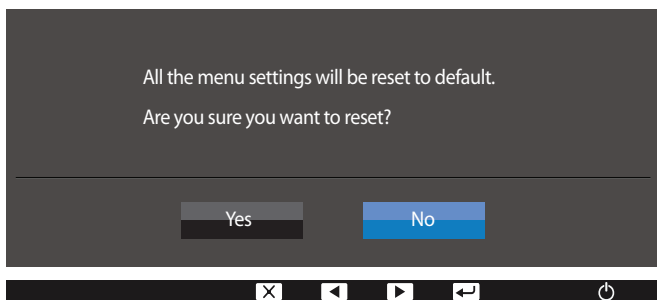 All the menu settings will be reset to default.
Are you sure you want to reset?
Yes No